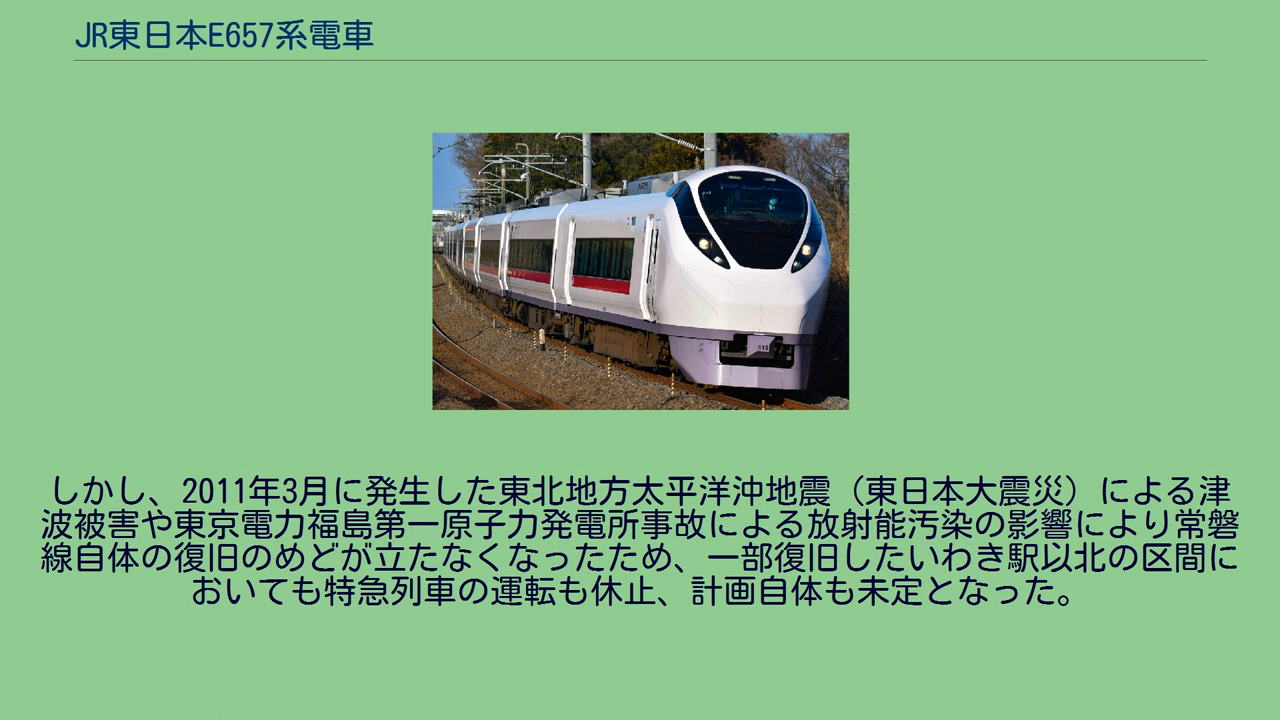 JR東日本E657系電車
しかし、2011年3月に発生した東北地方太平洋沖地震（東日本大震災）による津
波被害や東京電力福島第一原子力発電所事故による放射能汚染の影響により常磐
線自体の復旧のめどが立たなくなったため、一部復旧したいわき駅以北の区間に
おいても特急列車の運転も休止、計画自体も未定となった。